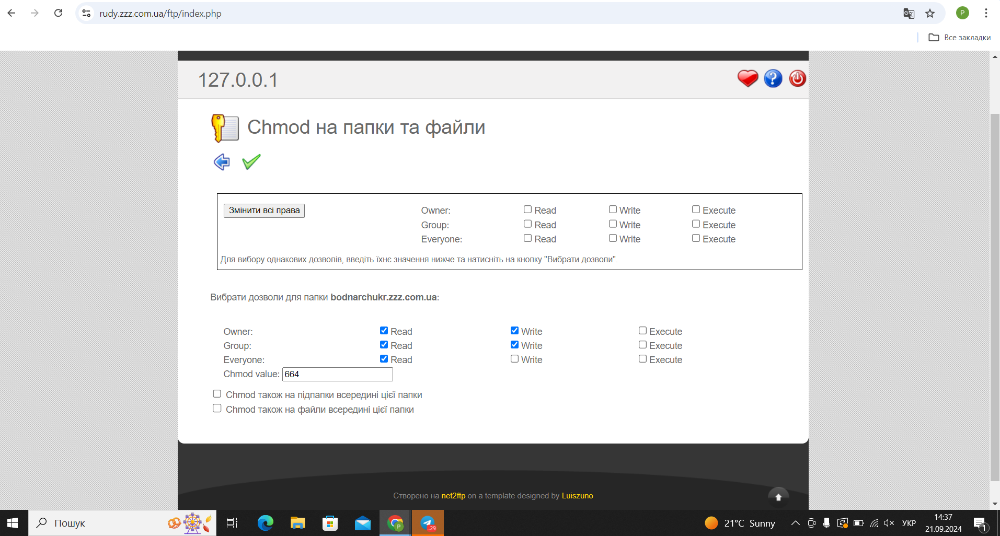 rudy.zzz.com.ua/ftp/index.php
P
Все закладки
127.0.0.1
Chmod на папки та файли
Змінити всі права
Owner: Read Write Execute
Group: Read Write Execute
Everyone: Read Write Execute
Для вибору однакових дозволів, введіть їхнє значення нижче та натисніть на кнопку "Вибрати дозволи".
Вибрати дозволи для папки bodnarchukr.zzz.com.ua:
Owner: Read Write Execute
Group: Read Write Execute
Everyone: Read Write Execute
Chmod value: 664
Chmod також на підпапки всередині цієї папки
Chmod також на файли всередині цієї папки
Створено на net2ftp on a template designed by Luiszuno
Пошук
P
..29
21°C Sunny
УКР
14:37
21.09.2024
1